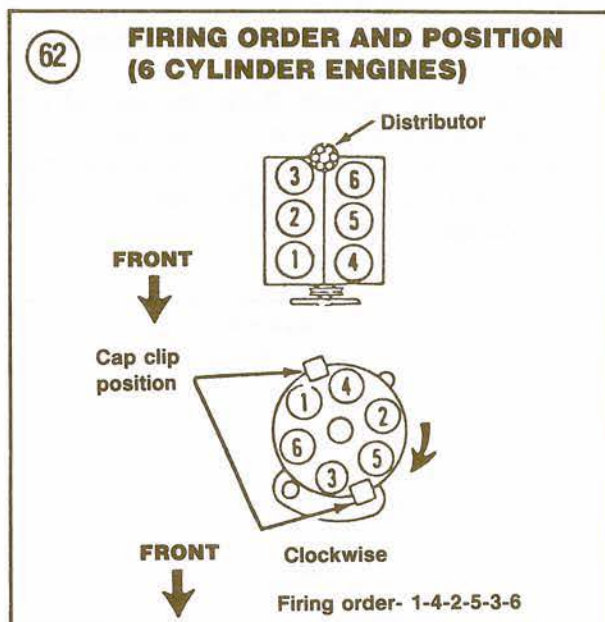 62
FIRING ORDER AND POSITION
(6 CYLINDER ENGINES)
Distributor
3 6
2 5
1 4
FRONT
Cap clip
position
1 4
2
6
5
3
FRONT
Clockwise
Firing order- 1-4-2-5-3-6